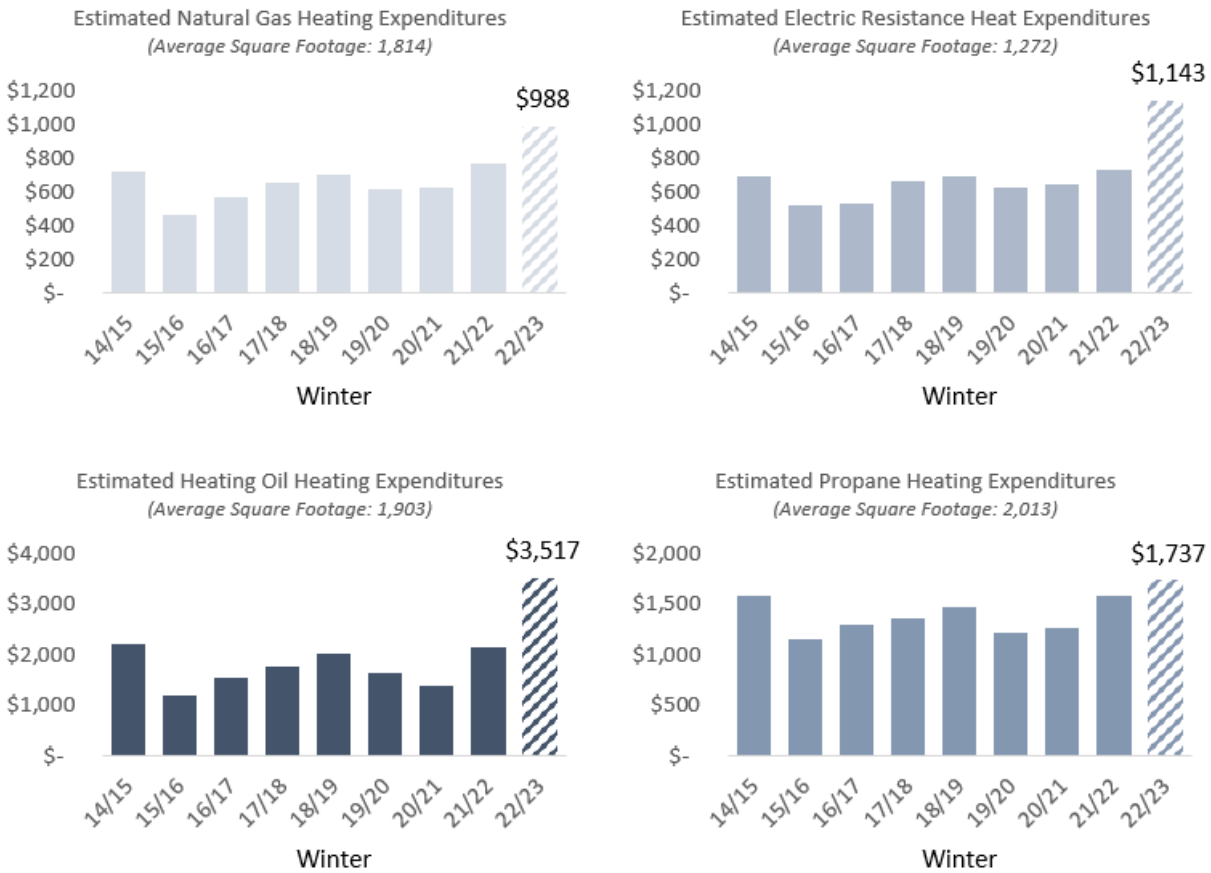 Estimated Natural Gas Heating Expenditures
(Average Square Footage: 1,814)
$988
$1,200
$1,000
$800
$600
$400
$200
$-
14/15 15/16 16/17 17/18 18/19 19/20 20/21 21/22 22/23
Winter
Estimated Electric Resistance Heat Expenditures
(Average Square Footage: 1,272)
$1,143
$1,200
$1,000
$800
$600
$400
$200
$-
14/15 15/16 16/17 17/18 18/19 19/20 20/21 21/22 22/23
Winter
Estimated Heating Oil Heating Expenditures
(Average Square Footage: 1,903)
$3,517
$4,000
$3,000
$2,000
$1,000
$-
14/15 15/16 16/17 17/18 18/19 19/20 20/21 21/22 22/23
Winter
Estimated Propane Heating Expenditures
(Average Square Footage: 2,013)
$1,737
$2,000
$1,500
$1,000
$500
$-
14/15 15/16 16/17 17/18 18/19 19/20 20/21 21/22 22/23
Winter